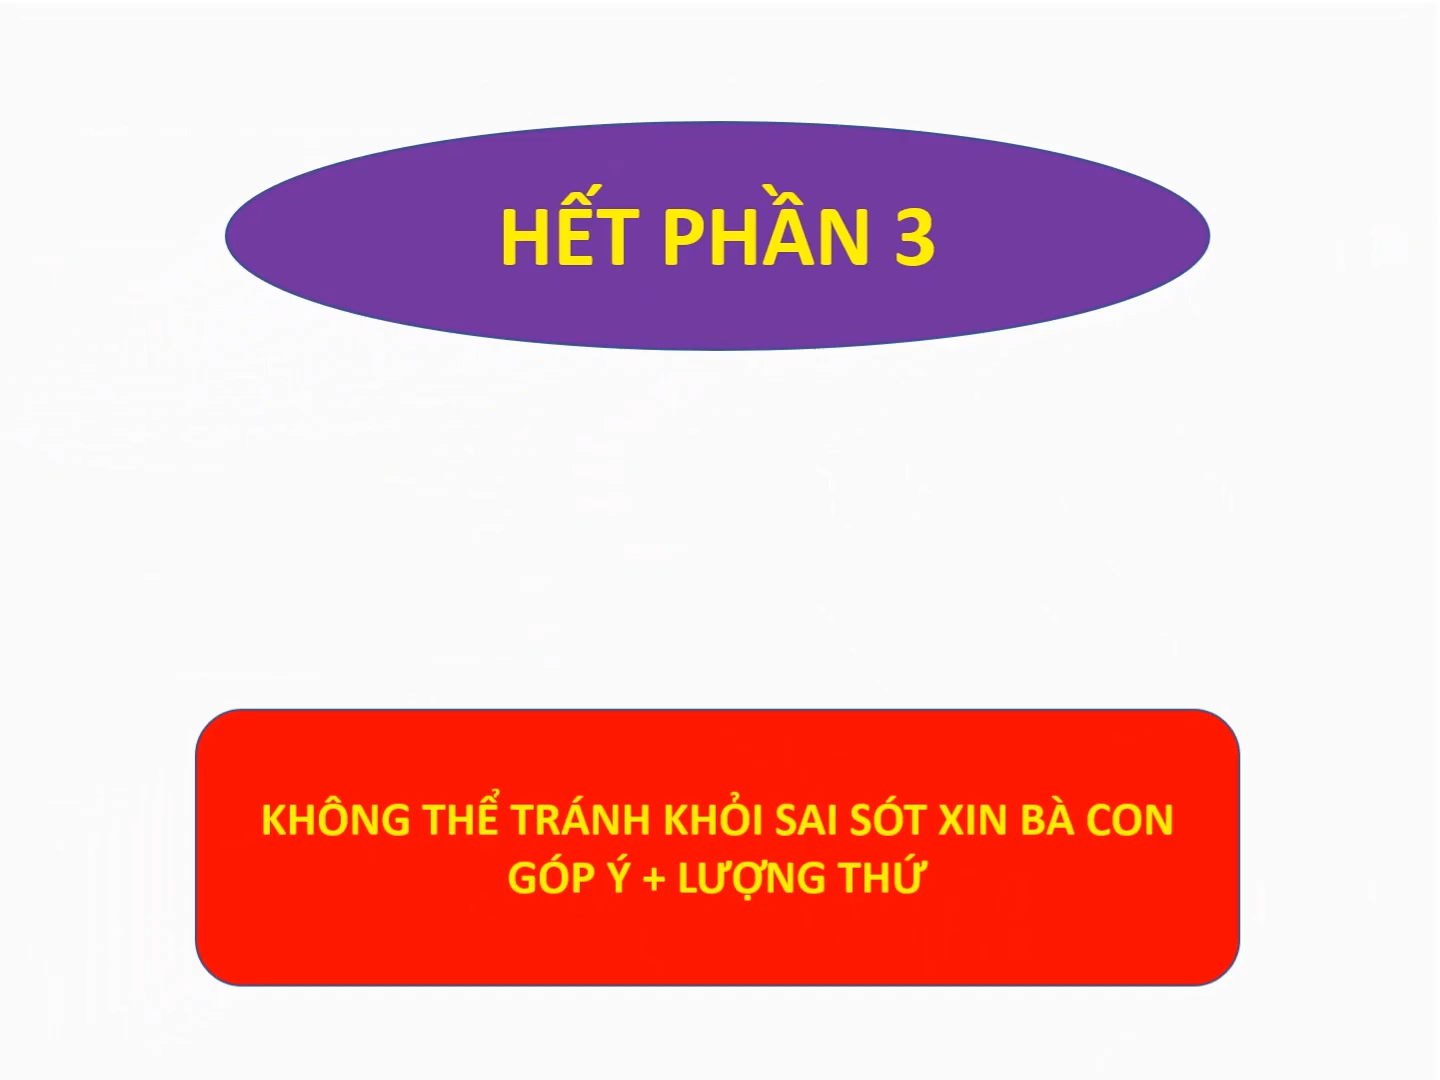 HẾT PHẦN 3
KHÔNG THỂ TRÁNH KHỎI SAI SÓT XIN BÀ CON
GÓP Ý + LƯỢNG THỨ